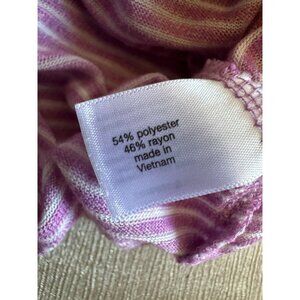 54% polyester
46% rayon
made in
Vietnam